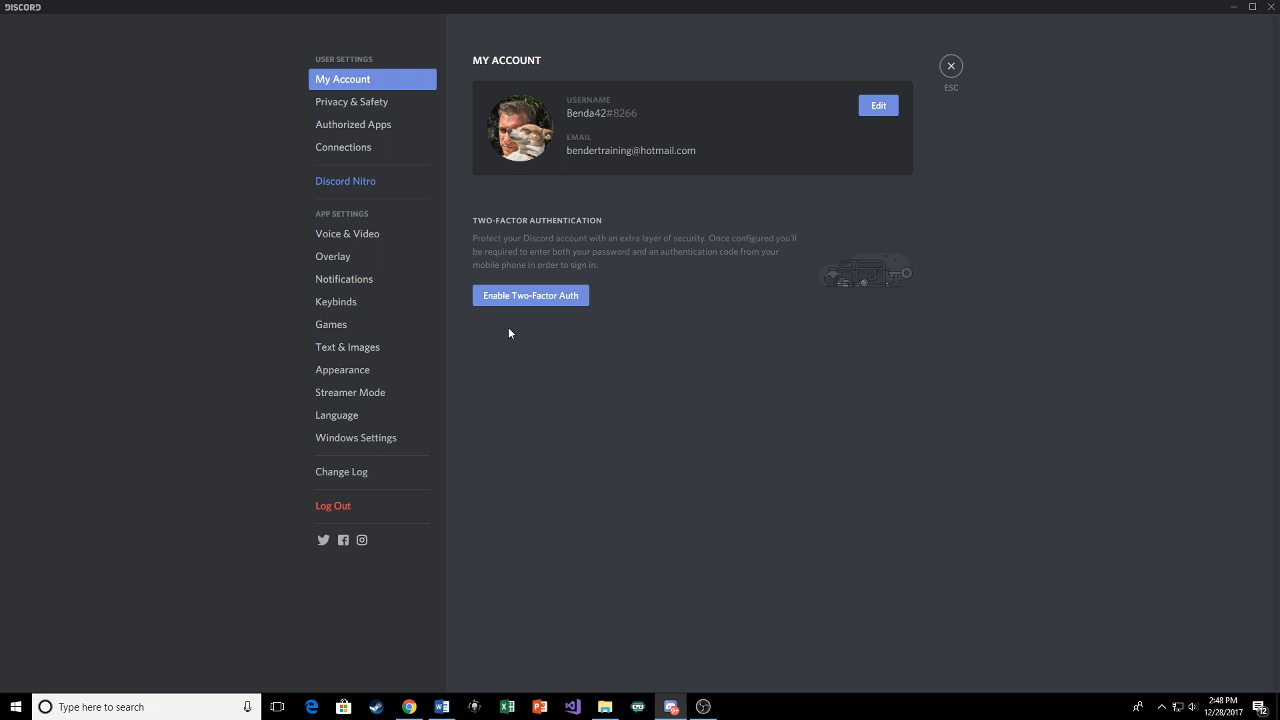 DISCORD
USER SETTINGS
My Account
Privacy & Safety
Authorized Apps
Connections
Discord Nitro
APP SETTINGS
Voice & Video
Overlay
Notifications
Keybinds
Games
Text & Images
Appearance
Streamer Mode
Language
Windows Settings
Change Log
Log Out
MY ACCOUNT
USERNAME
Benda42#8266
EMAIL
bendertraining@hotmail.com
Edit
ESC
TWO-FACTOR AUTHENTICATION
Protect your Discord account with an extra layer of security. Once configured you'll
be required to enter both your password and an authentication code from your
mobile phone in order to sign in.
Enable Two-Factor Auth
Type here to search
2:48 PM
12/28/2017
12